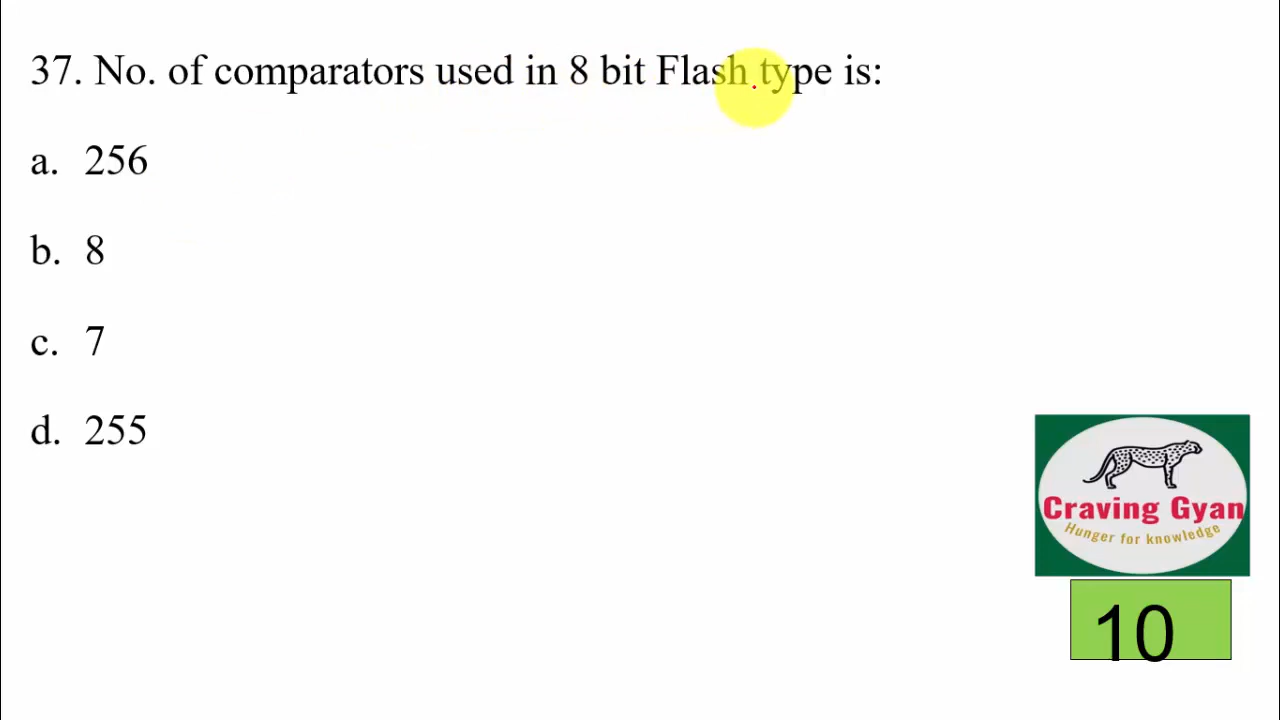 37. No. of comparators used in 8 bit Flash type is:
a. 256
b. 8
c. 7
d. 255
Craving Gyan
Hunger for knowledge
10